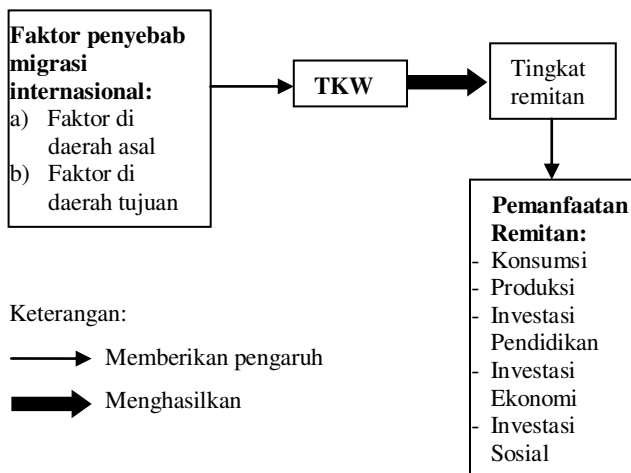 Faktor penyebab
migrasi
internasional:
a) Faktor di
daerah asal
b) Faktor di
daerah tujuan
TKW
Tingkat
remitan
Pemanfaatan
Remitan:
- Konsumsi
- Produksi
- Investasi
Pendidikan
- Investasi
Ekonomi
- Investasi
Sosial
Keterangan:
Memberikan pengaruh
Menghasilkan